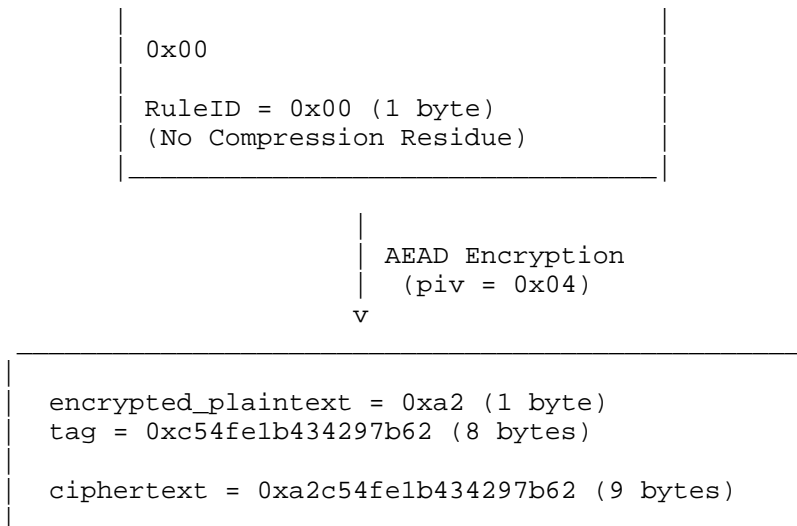 0x00
RuleID = 0x00 (1 byte)
(No Compression Residue)
AEAD Encryption
(piv = 0x04)
v
encrypted_plaintext = 0xa2 (1 byte)
tag = 0xc54fe1b434297b62 (8 bytes)
ciphertext = 0xa2c54fe1b434297b62 (9 bytes)